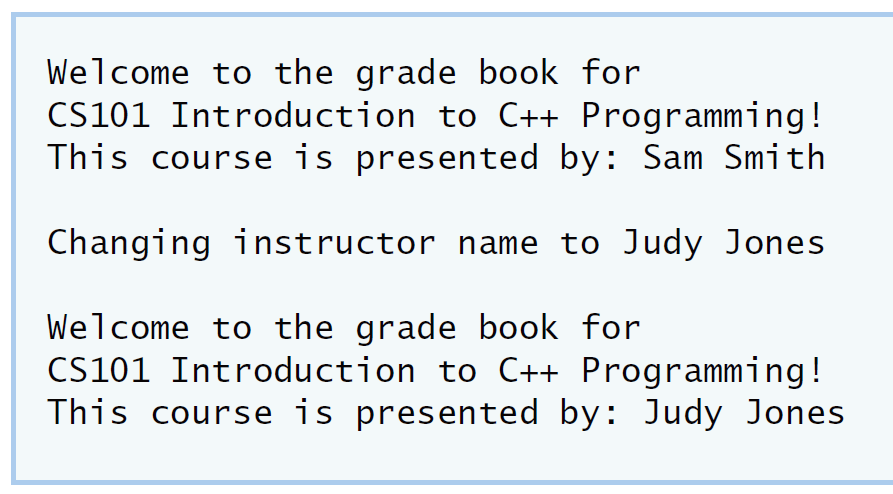 Welcome to the grade book for
CS101 Introduction to C++ Programming!
This course is presented by: Sam Smith
Changing instructor name to Judy Jones
Welcome to the grade book for
CS101 Introduction to C++ Programming!
This course is presented by: Judy Jones